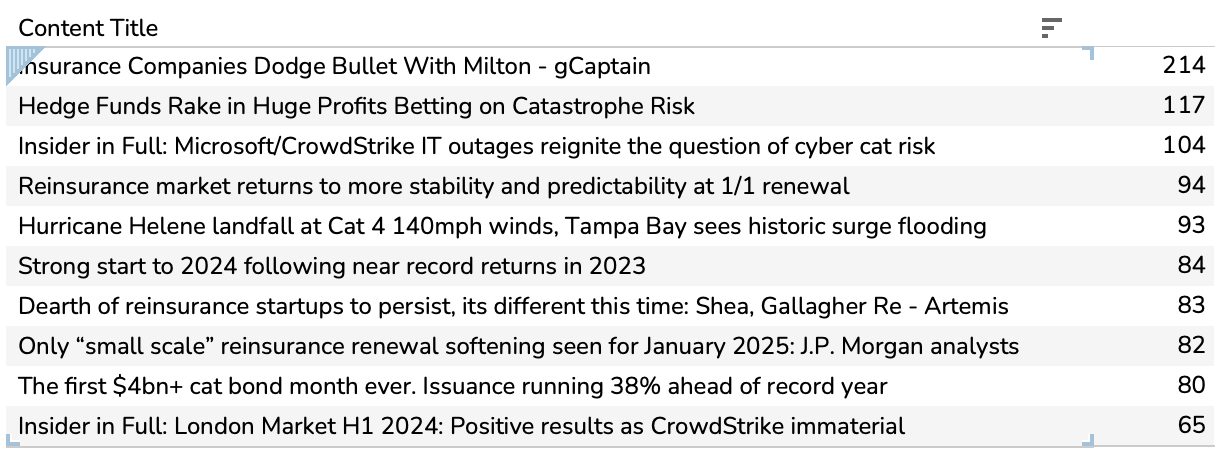 Content Title
Insurance Companies Dodge Bullet With Milton - gCaptain 214
Hedge Funds Rake in Huge Profits Betting on Catastrophe Risk 117
Insider in Full: Microsoft/CrowdStrike IT outages reignite the question of cyber cat risk 104
Reinsurance market returns to more stability and predictability at 1/1 renewal 94
Hurricane Helene landfall at Cat 4 140mph winds, Tampa Bay sees historic surge flooding 93
Strong start to 2024 following near record returns in 2023 84
Dearth of reinsurance startups to persist, its different this time: Shea, Gallagher Re - Artemis 83
Only “small scale” reinsurance renewal softening seen for January 2025: J.P. Morgan analysts 82
The first $4bn+ cat bond month ever. Issuance running 38% ahead of record year 80
Insider in Full: London Market H1 2024: Positive results as CrowdStrike immaterial 65